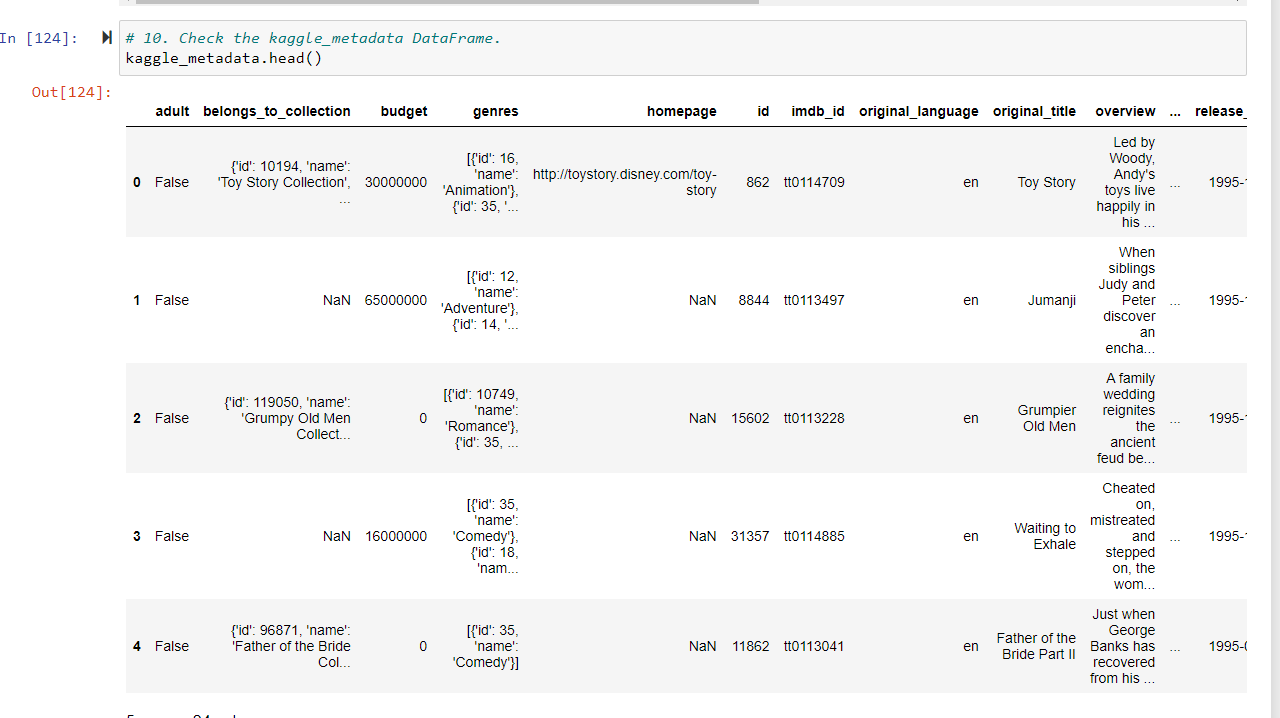 In [124]:
# 10. Check the kaggle_metadata DataFrame.
kaggle_metadata.head()
Out[124]:
adult belongs_to_collection budget genres homepage id imdb_id original_language original_title overview ... release_
0 False {'id': 10194, 'name': 'Toy Story Collection', ... 30000000 [{'id': 16, 'name': 'Animation'}, {'id': 35, '... http://toystory.disney.com/toy-story 862 tt0114709 en Toy Story Led by Woody, Andy's toys live happily in his ... ... 1995-1
1 False NaN 65000000 [{'id': 12, 'name': 'Adventure'}, {'id': 14, '... NaN 8844 tt0113497 en Jumanji When siblings Judy and Peter discover an encha... ... 1995-1
2 False {'id': 119050, 'name': 'Grumpy Old Men Collect... 0 [{'id': 10749, 'name': 'Romance'}, {'id': 35, ... NaN 15602 tt0113228 en Grumpier Old Men A family wedding reignites the ancient feud be... ... 1995-1
3 False NaN 16000000 [{'id': 35, 'name': 'Comedy'}, {'id': 18, 'nam... NaN 31357 tt0114885 en Waiting to Exhale Cheated on, mistreated and stepped on, the wom... ... 1995-1
4 False {'id': 96871, 'name': 'Father of the Bride Col... 0 [{'id': 35, 'name': 'Comedy'}] NaN 11862 tt0113041 en Father of the Bride Part II Just when George Banks has recovered from his ... ... 1995-0